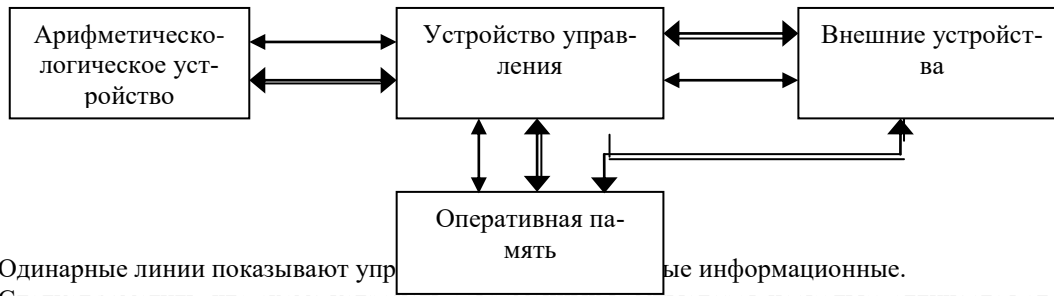 Арифметическо-
логическое уст-
ройство
Устройство управ-
ления
Внешние устройст-
ва
Оперативная па-
мять
Одинарные линии показывают упр ые информационные.